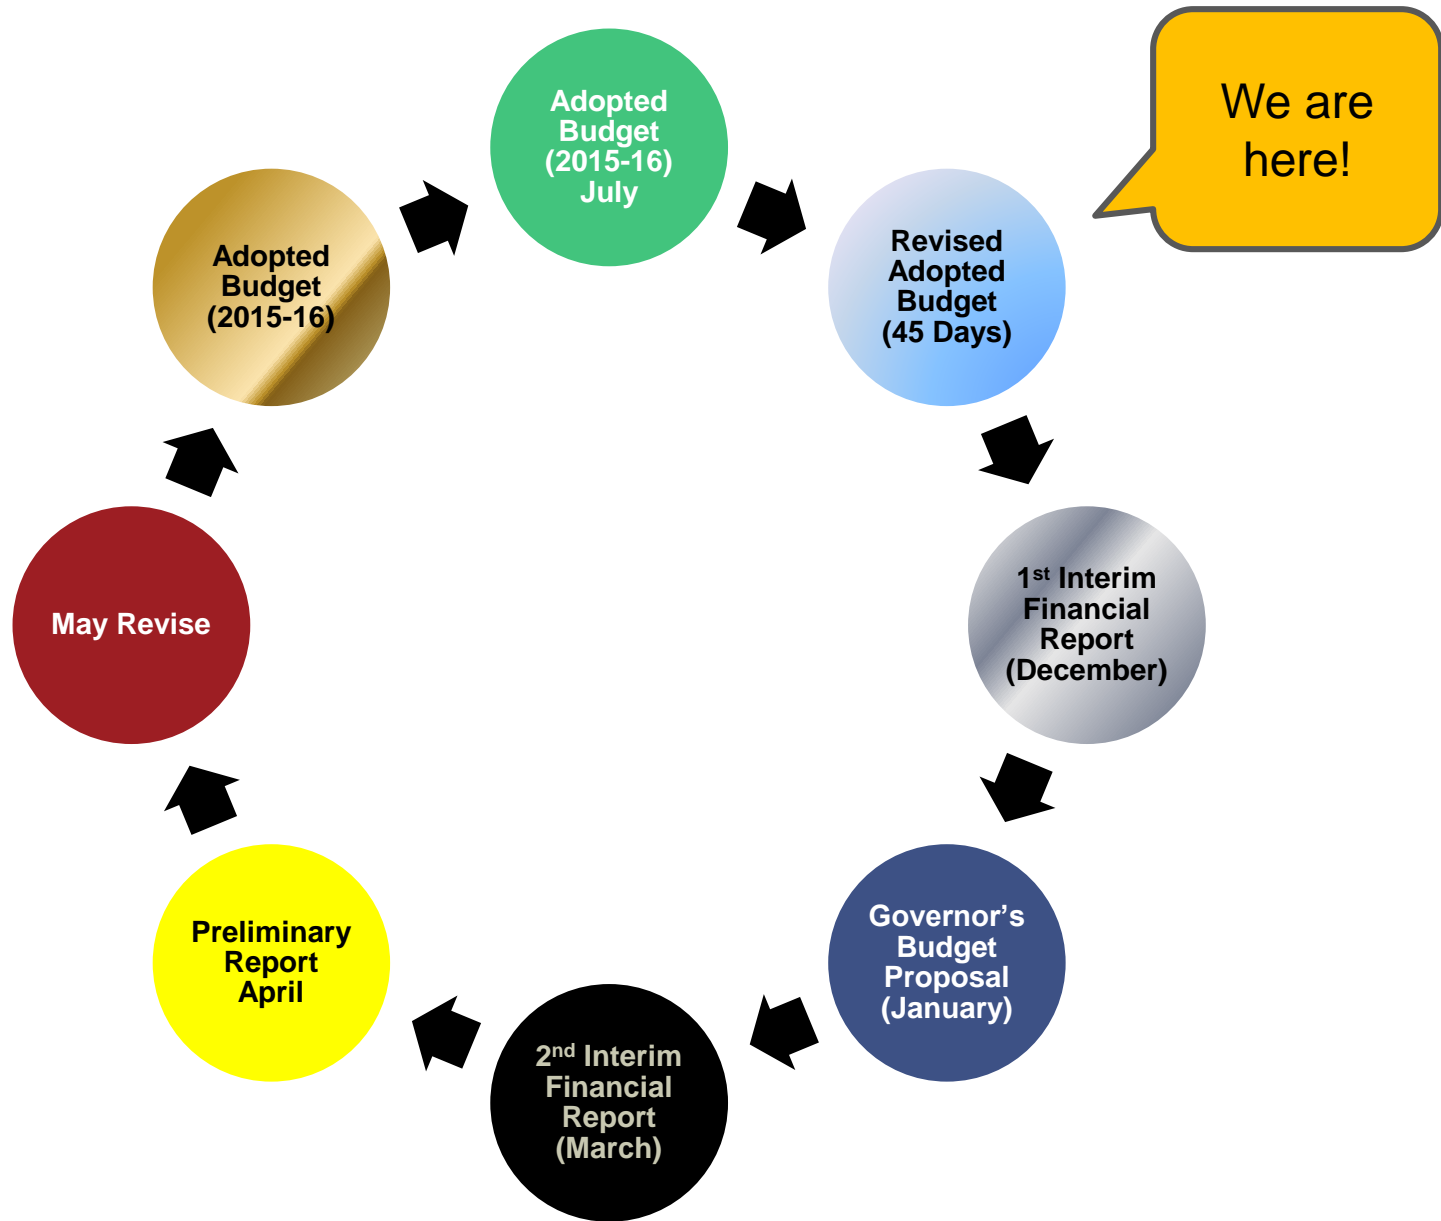 Adopted
Budget
(2015-16)
July
We are
here!
Revised
Adopted
Budget
(45 Days)
1st Interim
Financial
Report
(December)
Governor’s
Budget
Proposal
(January)
2nd Interim
Financial
Report
(March)
Preliminary
Report
April
May Revise
Adopted
Budget
(2015-16)